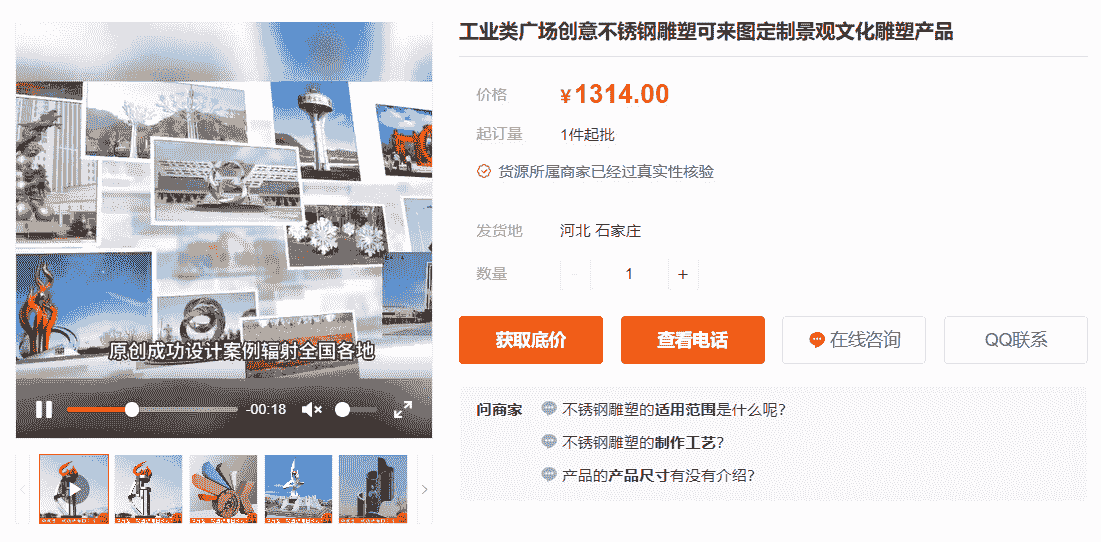 工业类广场创意不锈钢雕塑可来图定制景观文化雕塑产品
价格
¥1314.00
起订量
1件起批
货源所属商家已经过真实性核验
发货地
河北 石家庄
数量
- 1 +
获取底价
查看电话
在线咨询
QQ联系
问商家
不锈钢雕塑的适用范围是什么呢?
不锈钢雕塑的制作工艺?
产品的产品尺寸有没有介绍?
原创成功设计案例辐射全国各地
-00:18